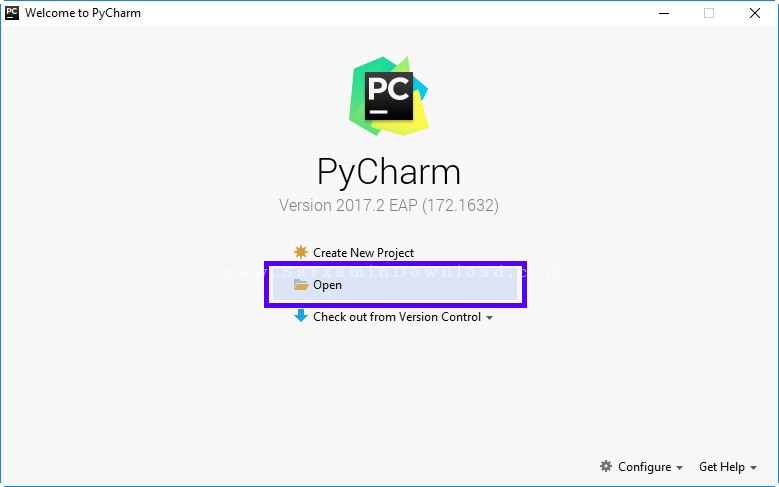 PC Welcome to PyCharm
PC
PyCharm
Version 2017.2 EAP (172.1632)
Create New Project
www.SarzaminDownload.com
Open
Check out from Version Control
Configure Get Help